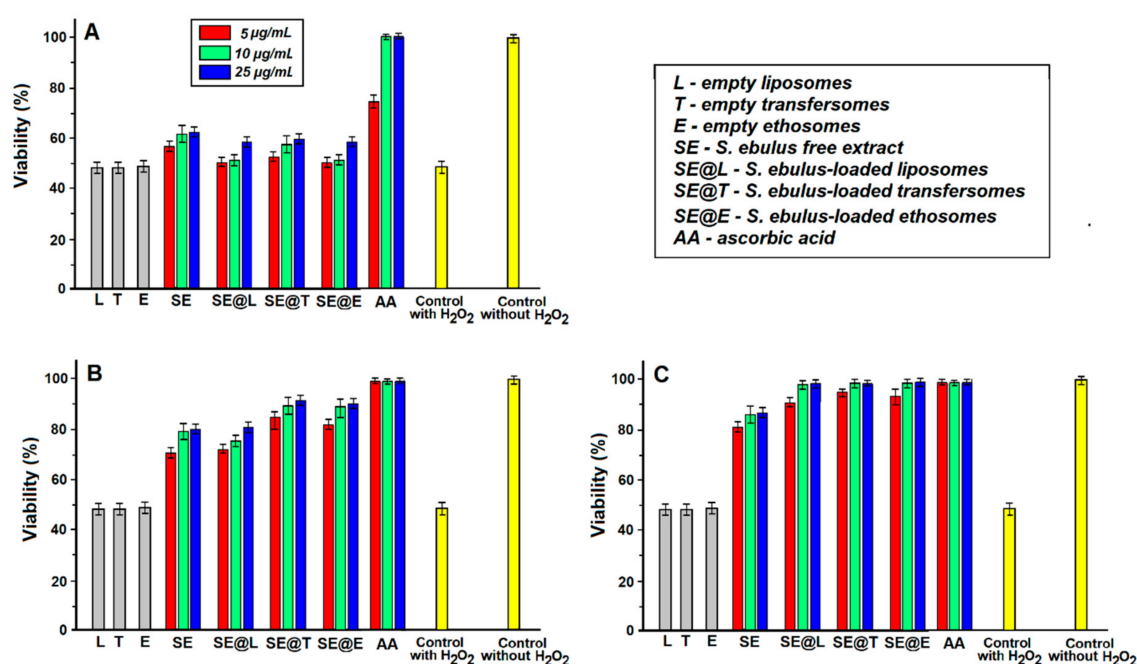 A
5 µg/mL
10 µg/mL
25 µg/mL
Viability (%)
100
80
60
40
20
0
L T E SE SE@L SE@T SE@E AA Control with H₂O₂ Control without H₂O₂
L - empty liposomes
T - empty transfersomes
E - empty ethosomes
SE - S. ebulus free extract
SE@L - S. ebulus-loaded liposomes
SE@T - S. ebulus-loaded transfersomes
SE@E - S. ebulus-loaded ethosomes
AA - ascorbic acid
B
Viability (%)
100
80
60
40
20
0
L T E SE SE@L SE@T SE@E AA Control with H₂O₂ Control without H₂O₂
C
Viability (%)
100
80
60
40
20
0
L T E SE SE@L SE@T SE@E AA Control with H₂O₂ Control without H₂O₂